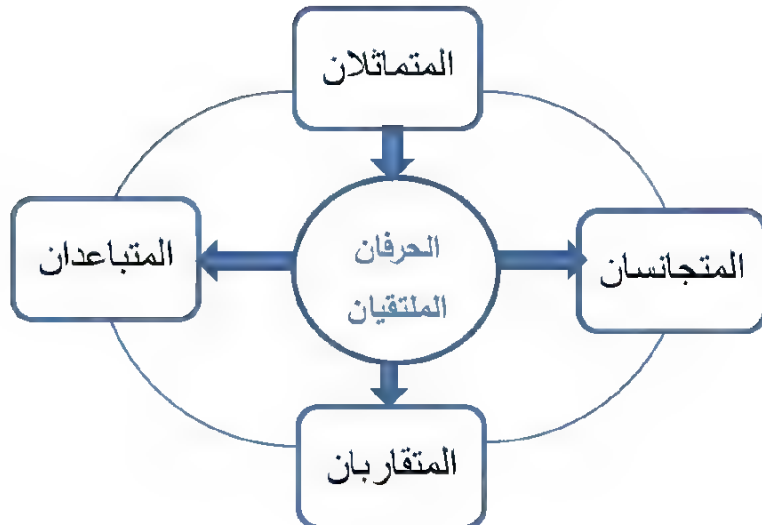 المتماثلان
المتجانسان
الحرفان
الملتقيان
المتباعدان
المتقاربان